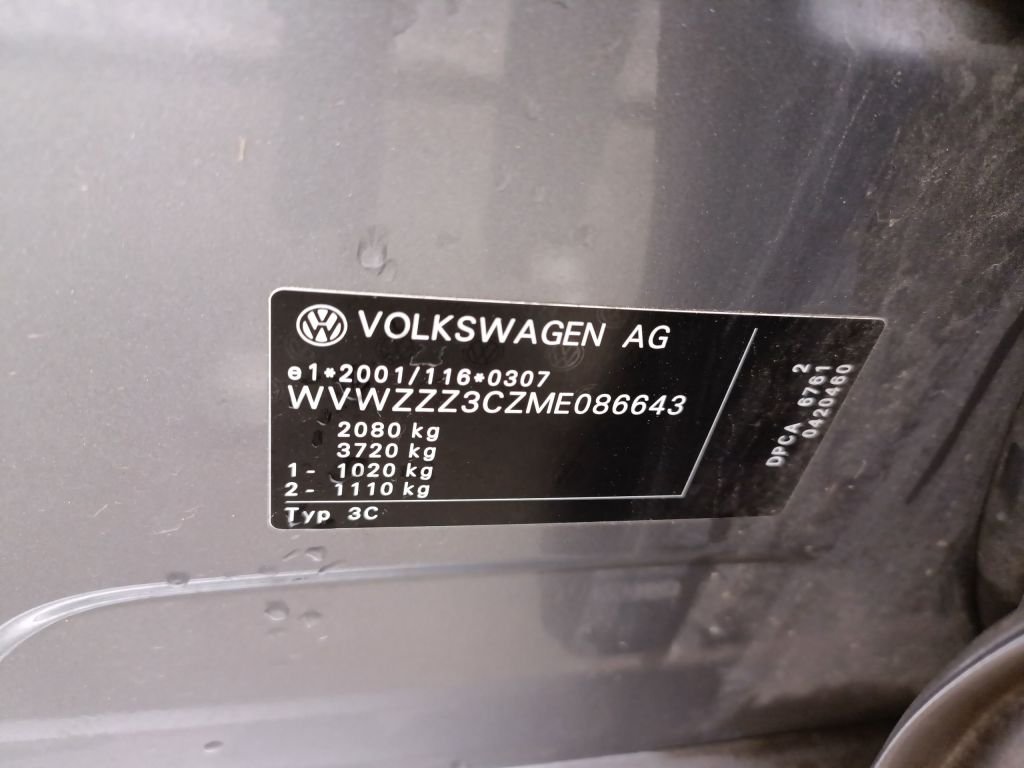 VOLKSWAGEN AG
e1*2001/116*0307
WVWZZZ3CZME086643
2080 kg
3720 kg
1- 1020 kg
2- 1110 kg
Typ 3C
2
DPCA 6761
0420460